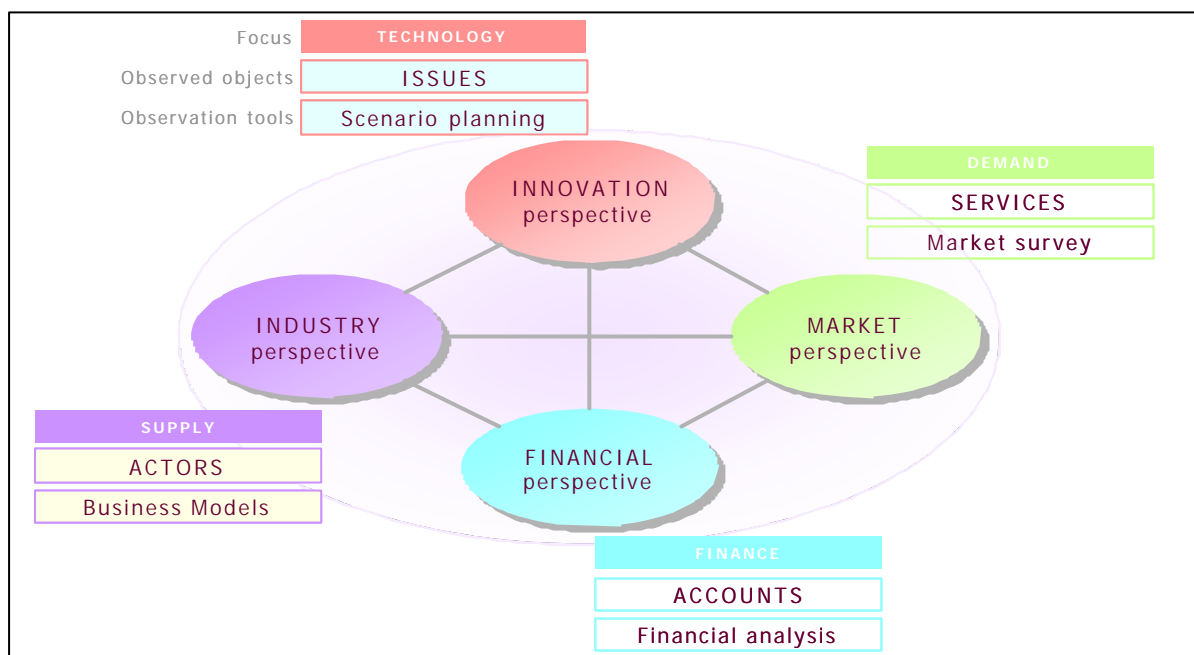 Focus
TECHNOLOGY
Observed objects
ISSUES
Observation tools
Scenario planning
DEMAND
SERVICES
Market survey
INNOVATION
perspective
INDUSTRY
perspective
MARKET
perspective
SUPPLY
ACTORS
Business Models
FINANCIAL
perspective
FINANCE
ACCOUNTS
Financial analysis